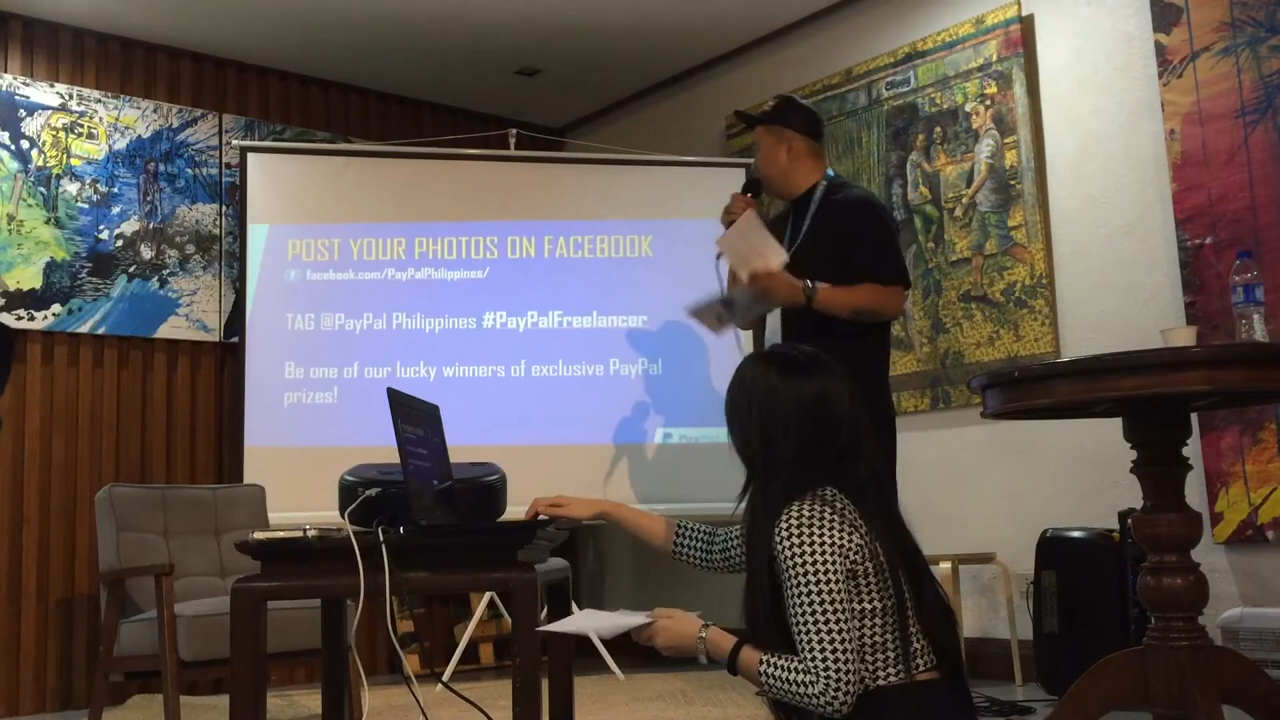 POST YOUR PHOTOS ON FACEBOOK
f facebook.com/PayPalPhilippines/
TAG @PayPal Philippines #PayPalFreelancer
Be one of our lucky winners of exclusive PayPal
prizes!